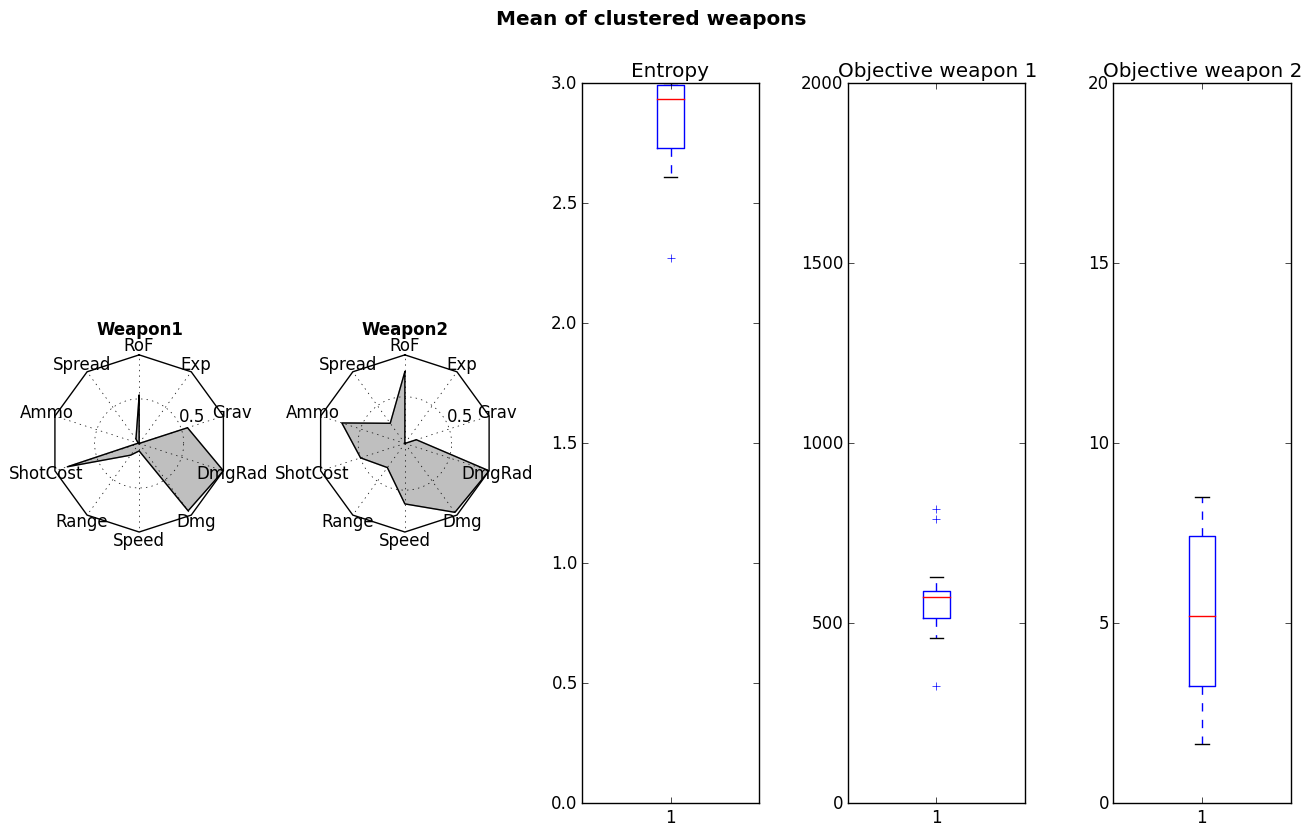 Mean of clustered weapons
Weapon1
RoF
Spread
Exp
Ammo
0.5
Grav
ShotCost
DmgRad
Range
Dmg
Speed
Weapon2
RoF
Spread
Exp
Ammo
0.5
Grav
ShotCost
DmgRad
Range
Dmg
Speed
Entropy
3.0
2.5
2.0
1.5
1.0
0.5
0.0
1
Objective weapon 1
2000
1500
1000
500
0
1
Objective weapon 2
20
15
10
5
0
1